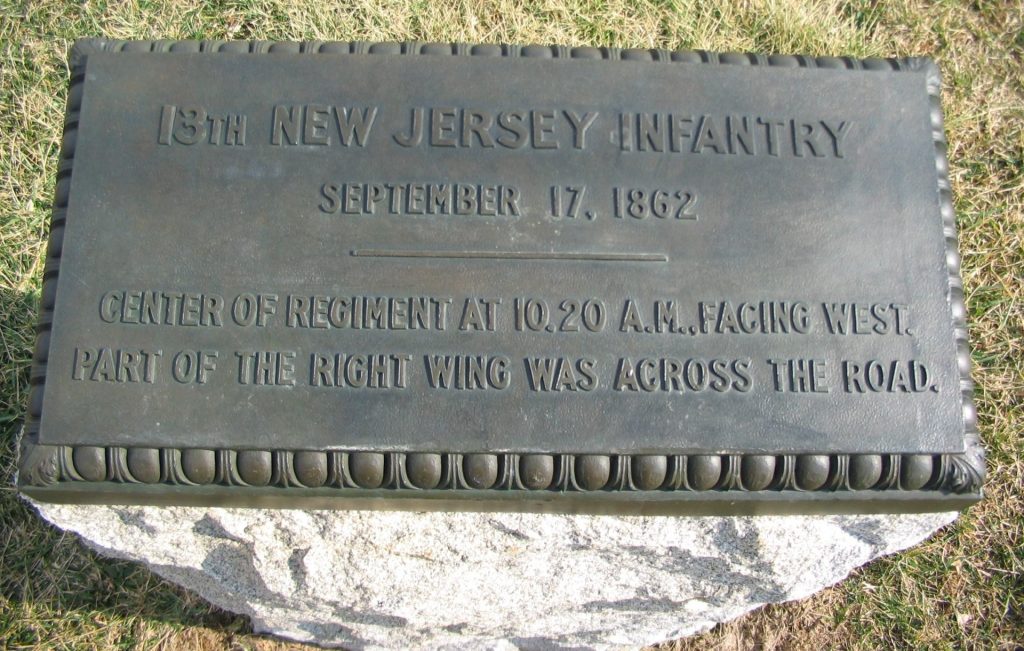 13TH NEW JERSEY INFANTRY
SEPTEMBER 17, 1862
CENTER OF REGIMENT AT 10.20 A.M., FACING WEST.
PART OF THE RIGHT WING WAS ACROSS THE ROAD.